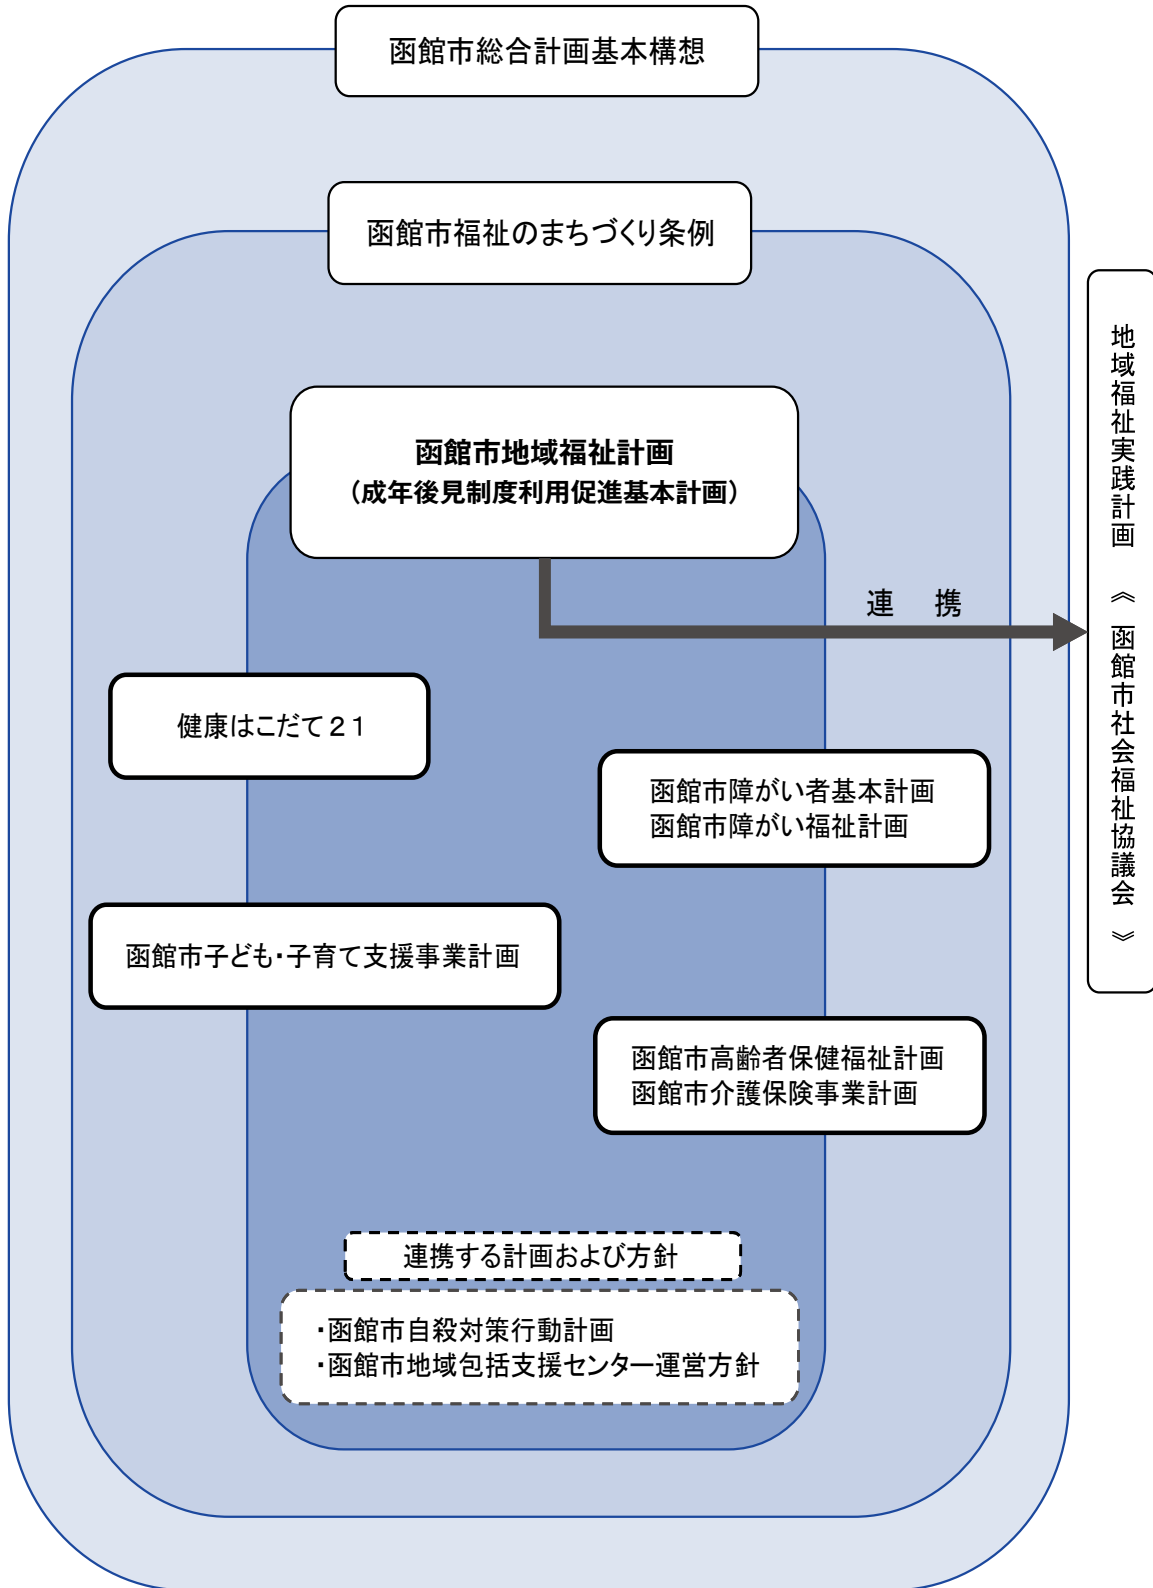 函館市総合計画基本構想
函館市福祉のまちづくり条例
函館市地域福祉計画
（成年後見制度利用促進基本計画）
連　携
地域福祉実践計画　《　函館市社会福祉協議会　》
健康はこだて２１
函館市障がい者基本計画
函館市障がい福祉計画
函館市子ども・子育て支援事業計画
函館市高齢者保健福祉計画
函館市介護保険事業計画
連携する計画および方針
・函館市自殺対策行動計画
・函館市地域包括支援センター運営方針